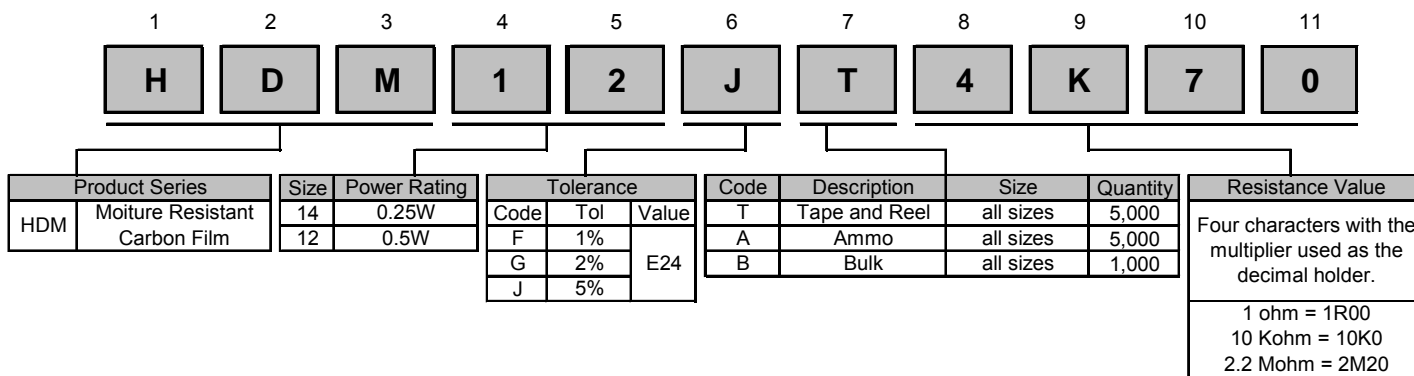 1 2 3 4 5 6 7 8 9 10 11
H D M 1 2 J T 4 K 7 0
Product Series
HDM Moiture Resistant
Carbon Film
Size Power Rating
14 0.25W
12 0.5W
Tolerance
Code Tol Value
F 1%
G 2% E24
J 5%
Code Description Size Quantity
T Tape and Reel all sizes 5,000
A Ammo all sizes 5,000
B Bulk all sizes 1,000
Resistance Value
Four characters with the
multiplier used as the
decimal holder.
1 ohm = 1R00
10 Kohm = 10K0
2.2 Mohm = 2M20